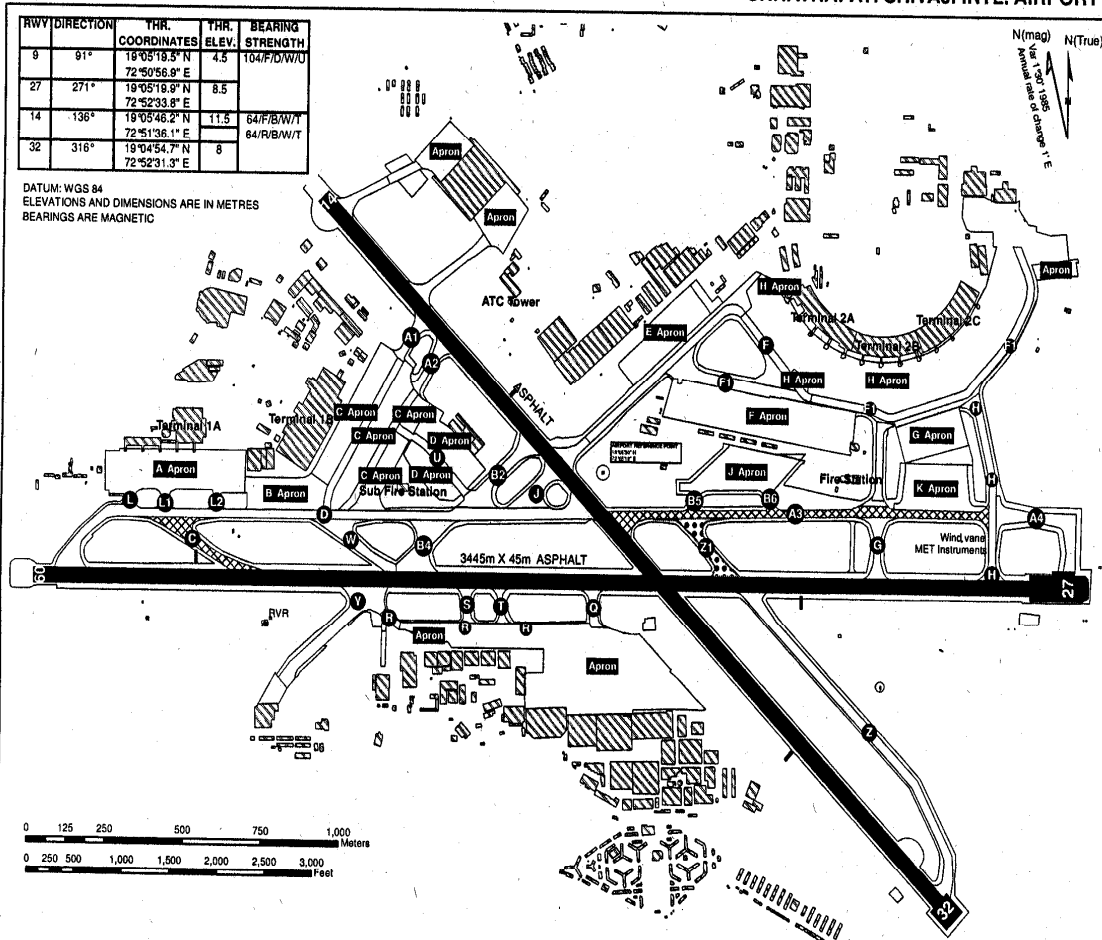 CHHATRAPATI SHIVAJI INTL. AIRPORT
RWY DIRECTION THR. COORDINATES THR. ELEV. BEARING STRENGTH
9 91° 19°05'19.5" N 4.5 104/F/D/W/U
72°50'56.9" E
27 271° 19°05'19.9" N 8.5
72°52'33.8" E
14 136° 19°05'46.2" N 11.5 64/F/B/W/T
72°51'36.1" E 64/R/B/W/T
32 316° 19°04'54.7" N 8
72°52'31.3" E
DATUM: WGS 84
ELEVATIONS AND DIMENSIONS ARE IN METRES
BEARINGS ARE MAGNETIC
N(mag) N(True)
Var 1°30' 1985
Annual rate of change 1' E
Apron
14
Apron
ATC Tower
Apron
H Apron
Terminal 2A
Terminal 2C
Terminal 2B
E Apron
A1
F
F1
A2
H Apron
H Apron
F1
ASPHALT
F1
H
C Apron
C Apron
F Apron
Terminal 1A
Terminal 1B
C Apron
D Apron
G Apron
U
AIRPORT REFERENCE POINT
A Apron
C Apron
D Apron
B2
J Apron
Fire Station
H
B Apron
Sub Fire Station
J
K Apron
L
L1
L2
B5
B6
D
A3
A4
C
W
B4
Z1
G
Wind vane
MET Instruments
3445m X 45m ASPHALT
H
27
Y
S
T
Q
RVR
R
R
R
Apron
Apron
Z
32
0 125 250 500 750 1,000
Meters
0 250 500 1,000 1,500 2,000 2,500 3,000
Feet